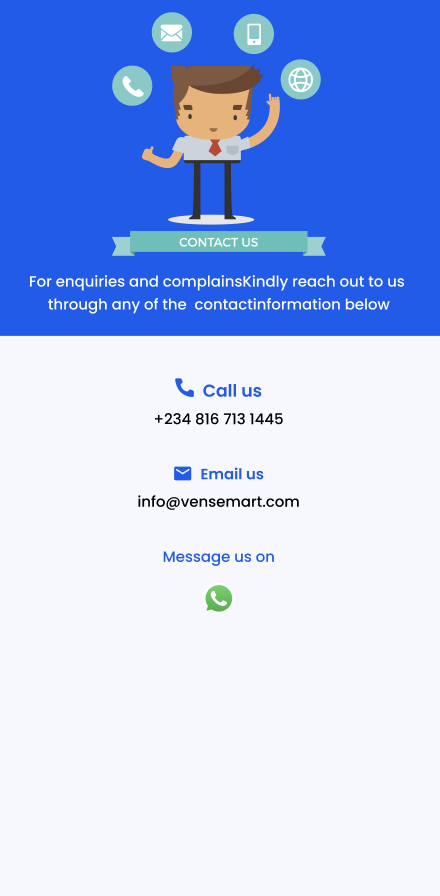 CONTACT US
For enquiries and complainsKindly reach out to us
through any of the contactinformation below
Call us
+234 816 713 1445
Email us
info@vensemart.com
Message us on